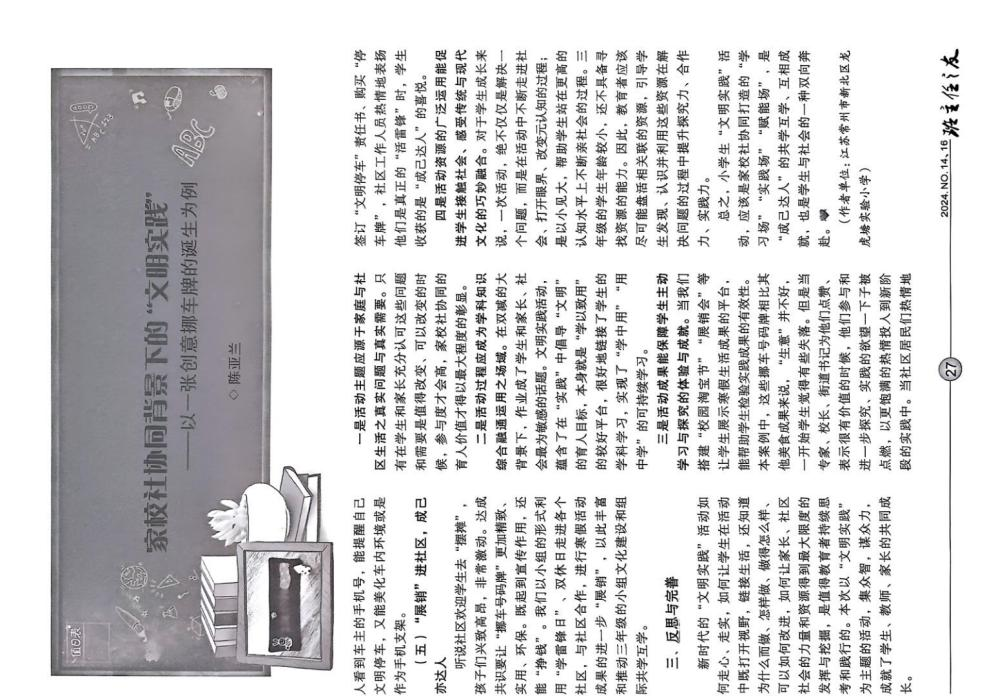 值日表
ABC123
ABC
家校社协同背景下的“文明实践”
——以一张创意挪车牌的诞生为例
◇ 陈亚兰
人看到车主的手机号，能提醒自己
文明停车，又能美化车内环境或是
作为手机支架。
（五）“展销”进社区，成己
亦达人
听说社区欢迎学生去“摆摊”，
孩子们兴致高昂，非常激动。达成
共识要让“挪车号码牌”更加精致、
实用、环保。既起到宣传作用，还
能“挣钱”。我们以小组的形式利
用“学雷锋日”、双休日走进各个
社区，与社区合作，进行寒假活动
成果的进一步“展销”，以此丰富
和推动三年级的小组文化建设和组
际共学互学。
三、反思与完善
新时代的“文明实践”活动如
何走心、走实，如何让学生在活动
中既打开视野，链接生活，还知道
为什么而做、怎样做、做得怎么样、
可以如何改进，如何让家长、社区
社会的力量和资源得到最大限度的
发挥与挖掘，是值得教育者持续思
考和践行的。本次以“文明实践”
为主题的活动，集众智，谋众力，
成就了学生、教师、家长的共同成
长。
一是活动主题应源于家庭与社
区生活之真实问题与真实需要。只
有在学生和家长充分认可这些问题
和需要是值得改变、可以改变的时
候，参与度才会高，家校社协同的
育人价值才得以最大程度的彰显。
二是活动过程应成为学科知识
综合融通运用之场域。在双减的大
背景下，作业成了学生和家长、社
会最为敏感的话题。文明实践活动，
蕴含了在“实践”中倡导“文明”
的育人目标，本身就是“学以致用”
的较好平台，很好地链接了学生的
学科学习，实现了“学中用”“用
中学”的可持续学习。
三是活动成果能保障学生主动
学习与探究的体验与成就。当我们
搭建“校园淘宝节”“展销会”等
让学生展示寒假生活成果的平台，
能帮助学生检验实践成果的有效性。
本案例中，这些挪车号码牌相比其
他美食成果来说，“生意”并不好，
一开始学生觉得有些失落。但是当
专家、校长、街道书记为他们点赞、
表示很有价值的时候，他们参与和
进一步探究、实践的欲望一下子被
点燃，以更饱满的热情投入到新阶
段的实践中。当社区居民们热情地
签订“文明停车”责任书、购买“停
车牌”，社区工作人员热情地表扬
他们是真正的“活雷锋”时，学生
收获的是“成己达人”的喜悦。
四是活动资源的广泛运用能促
进学生接触社会、感受传统与现代
文化的巧妙融合。对于学生成长来
说，一次活动，绝不仅仅是解决一
个问题，而是在活动中不断走进社
会、打开眼界、改变元认知的过程；
是以小见大，帮助学生站在更高的
认知水平上不断亲社会的过程。三
年级的学生年龄较小，还不具备寻
找资源的能力。因此，教育者应该
尽可能盘活相关联的资源，引导学
生发现、认识并利用这些资源在解
决问题的过程中提升探究力、合作
力、实践力。
总之，小学生“文明实践”活
动，应该是家校社协同打造的“学
习场”“实践场”“赋能场”，是
“成己达人”的共学互学、互相成
就，也是学生与社会的一种双向奔
赴。
（作者单位：江苏常州市新北区龙
虎塘实验小学）
27
2024.NO.14、16 班主任之友